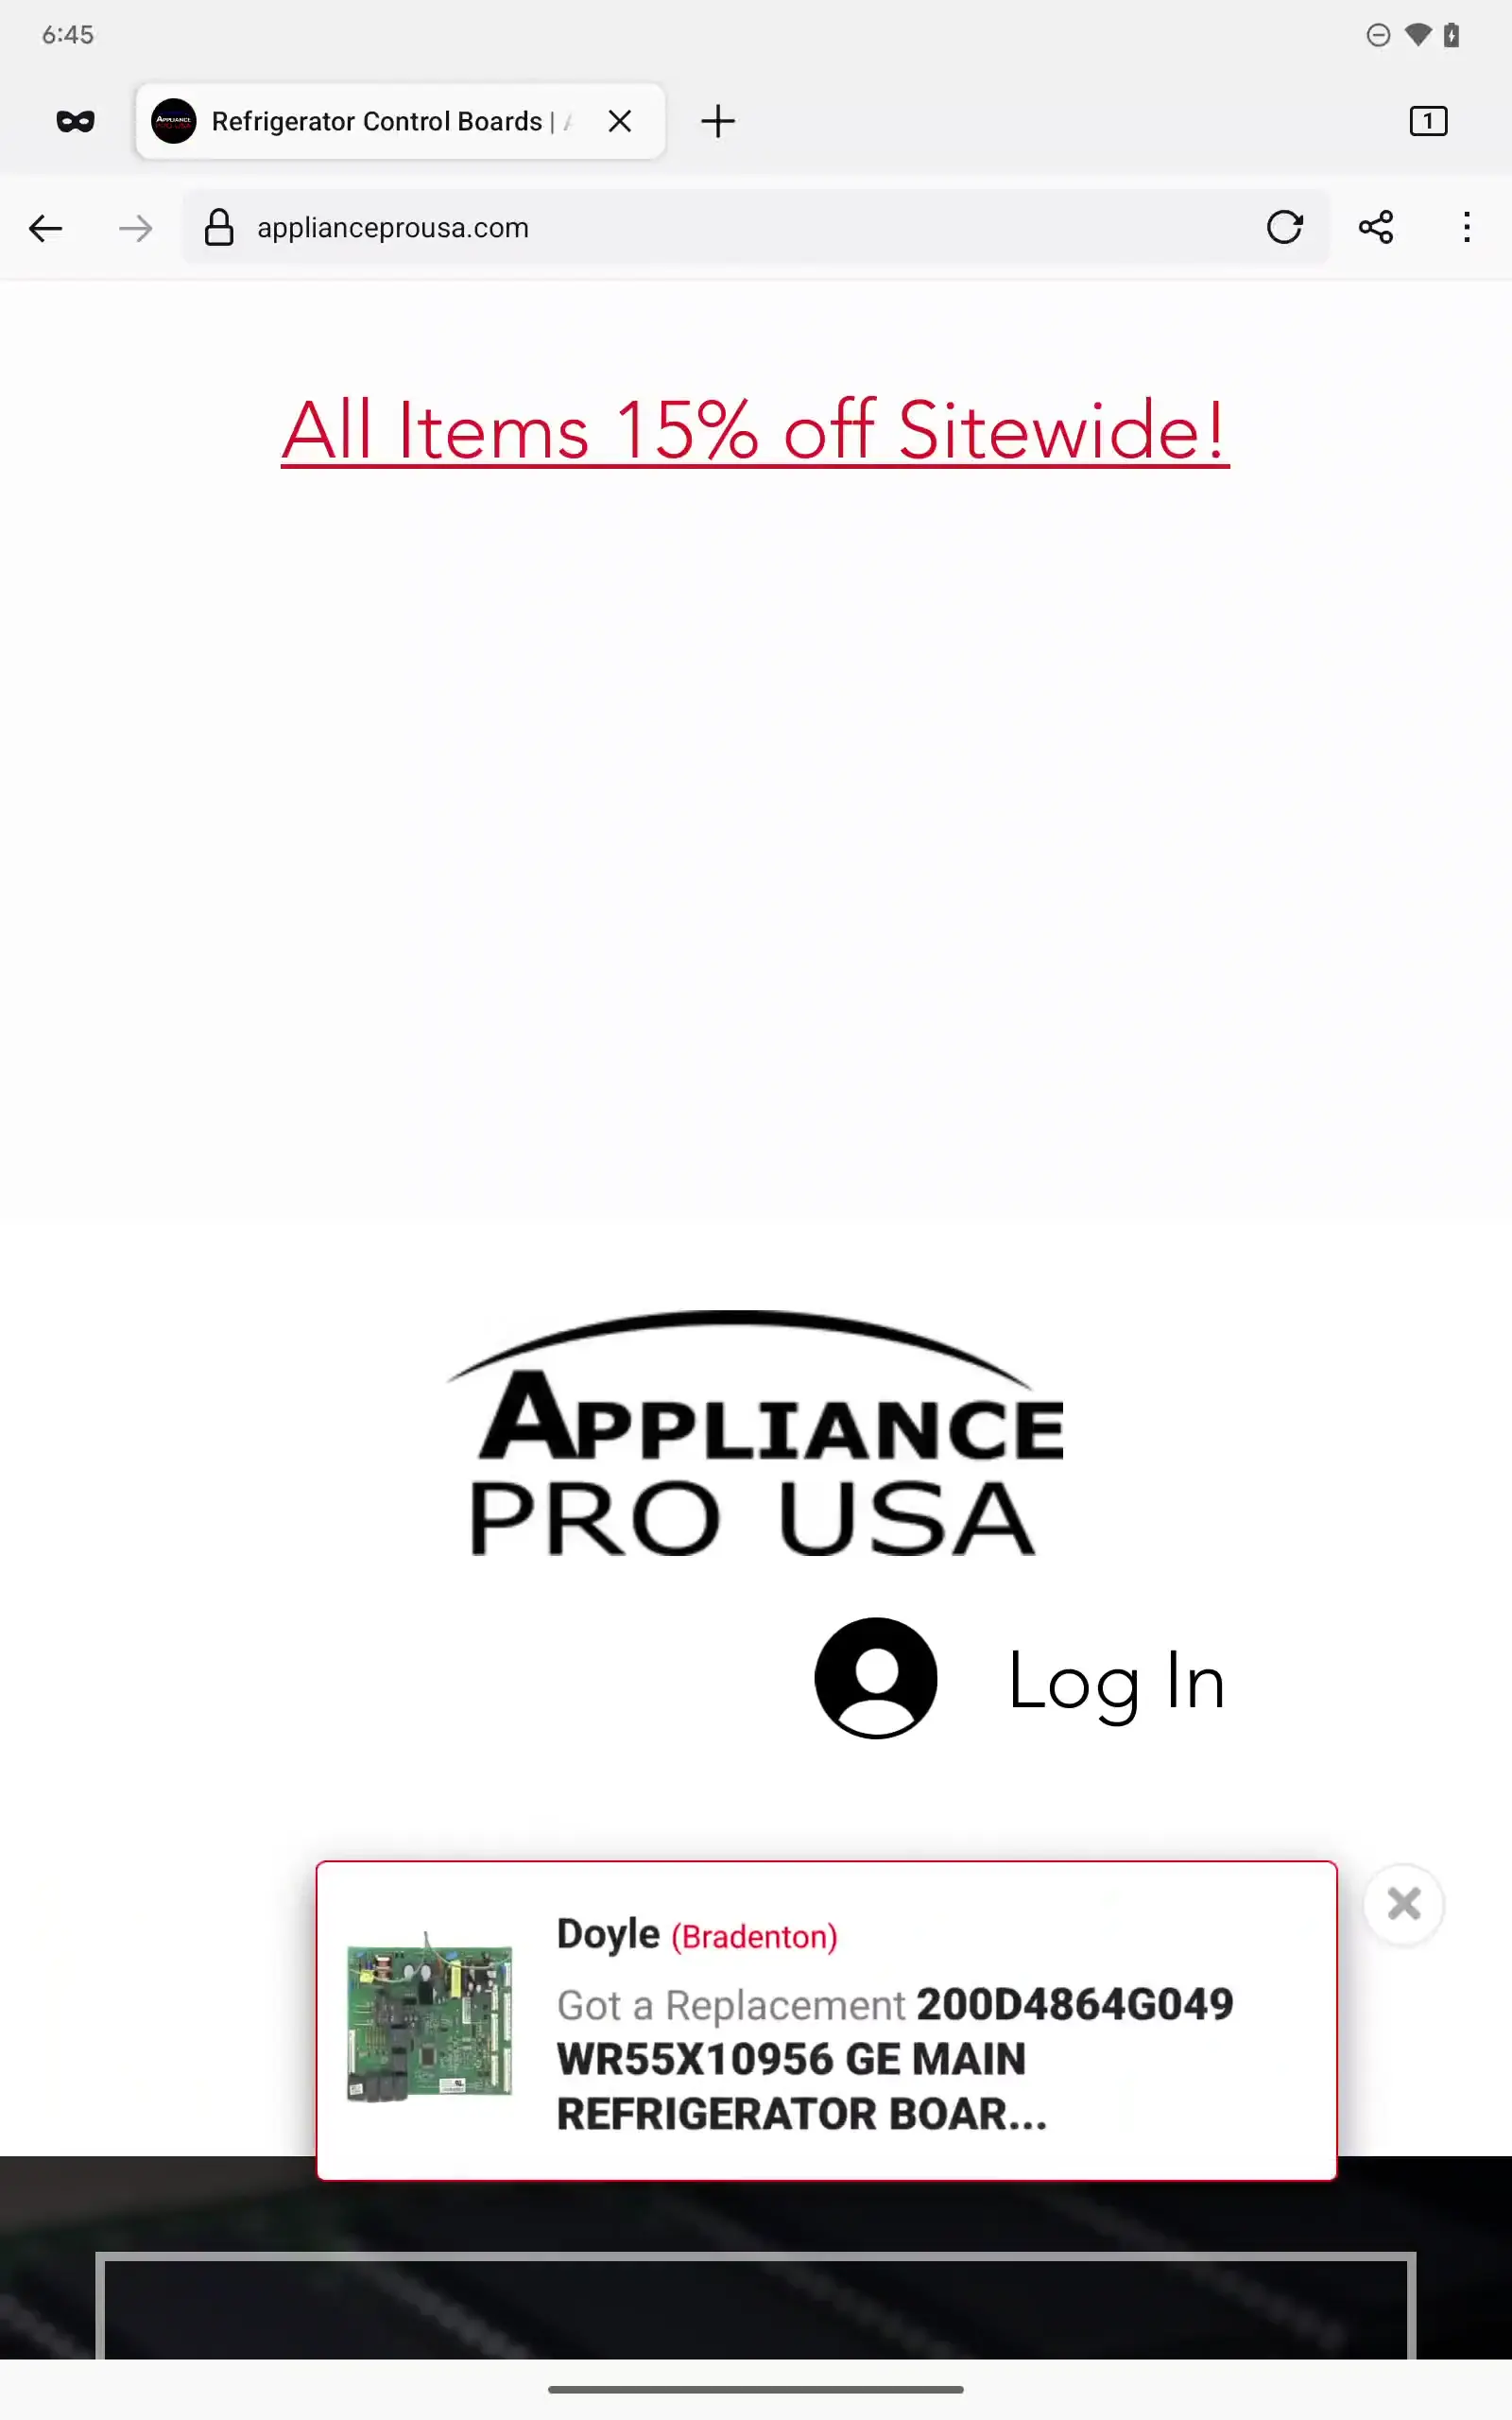 6:45
Refrigerator Control Boards |
1
applianceprousa.com
All Items 15% off Sitewide!
APPLIANCE
PRO USA
Log In
Doyle (Bradenton)
Got a Replacement 200D4864G049
WR55X10956 GE MAIN
REFRIGERATOR BOAR...